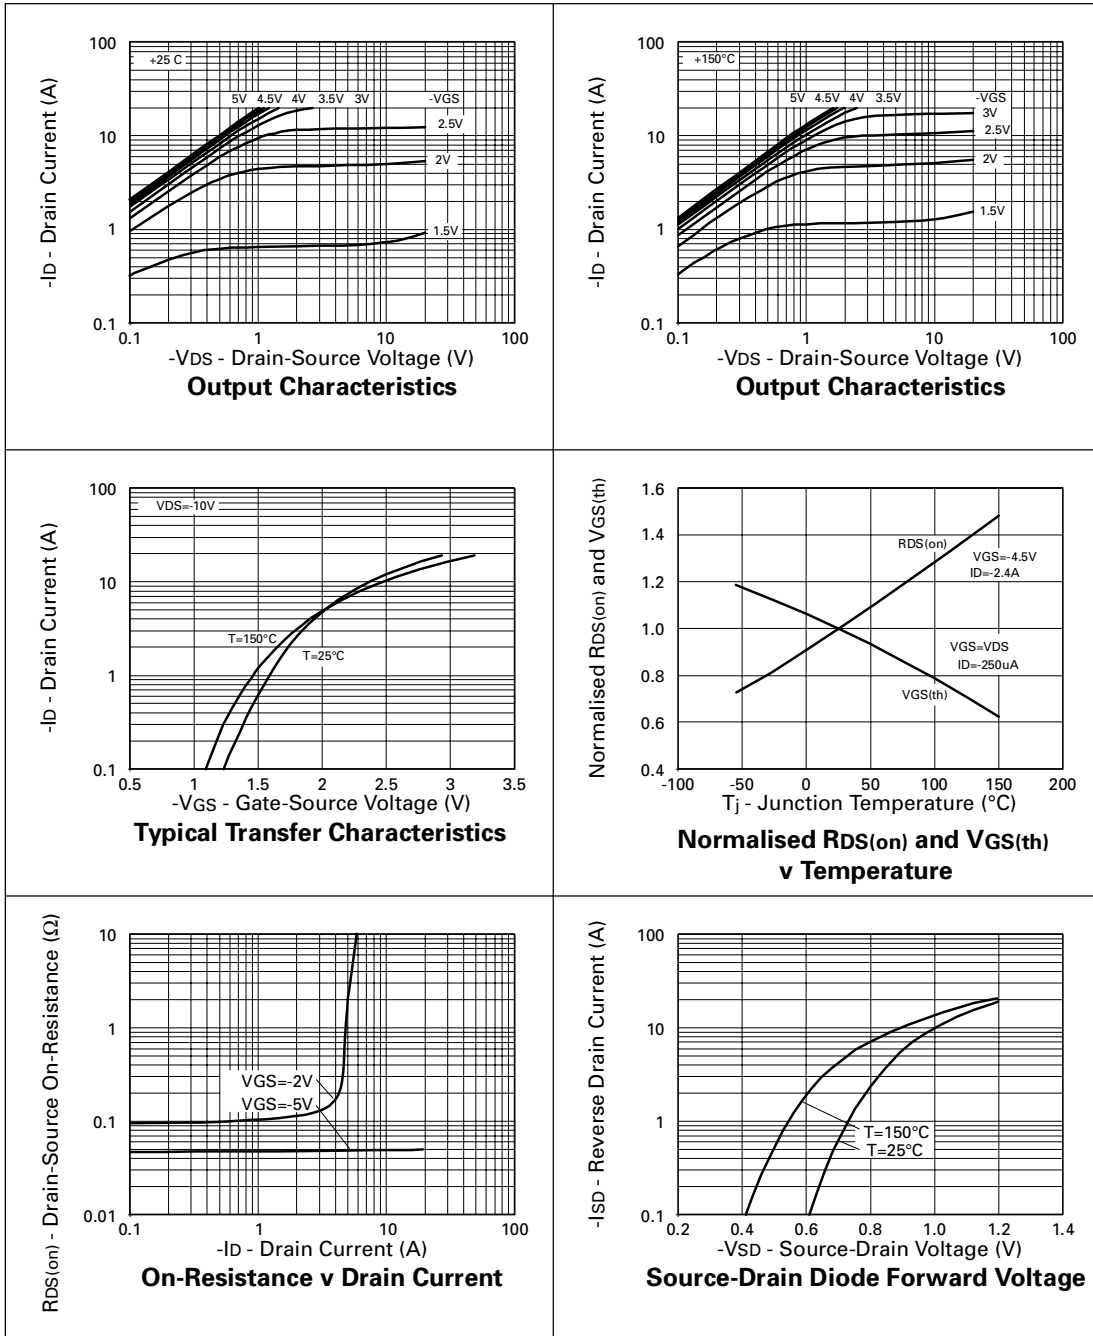 100
+25 C
5V 4.5V 4V 3.5V 3V -VGS
2.5V
10
2V
1
1.5V
0.1
0.1 1 10 100
-ID - Drain Current (A)
-VDS - Drain-Source Voltage (V)
Output Characteristics
100
+150°C
5V 4.5V 4V 3.5V -VGS
3V
10
2.5V
2V
1.5V
1
0.1
0.1 1 10 100
-ID - Drain Current (A)
-VDS - Drain-Source Voltage (V)
Output Characteristics
100
VDS=-10V
10
T=150°C
T=25°C
1
0.1
0.5 1 1.5 2 2.5 3 3.5
-ID - Drain Current (A)
-VGS - Gate-Source Voltage (V)
Typical Transfer Characteristics
1.6
1.4
RDS(on)
VGS=-4.5V
ID=-2.4A
1.2
1.0
VGS=VDS
ID=-250uA
0.8
VGS(th)
0.6
0.4
-100 -50 0 50 100 150 200
Normalised RDS(on) and VGS(th)
Tj - Junction Temperature (°C)
Normalised RDS(on) and VGS(th)
v Temperature
10
1
VGS=-2V
VGS=-5V
0.1
0.01
0.1 1 10 100
RDS(on) - Drain-Source On-Resistance (Ω)
-ID - Drain Current (A)
On-Resistance v Drain Current
100
10
1
T=150°C
T=25°C
0.1
0.2 0.4 0.6 0.8 1.0 1.2 1.4
-ISD - Reverse Drain Current (A)
-VSD - Source-Drain Voltage (V)
Source-Drain Diode Forward Voltage